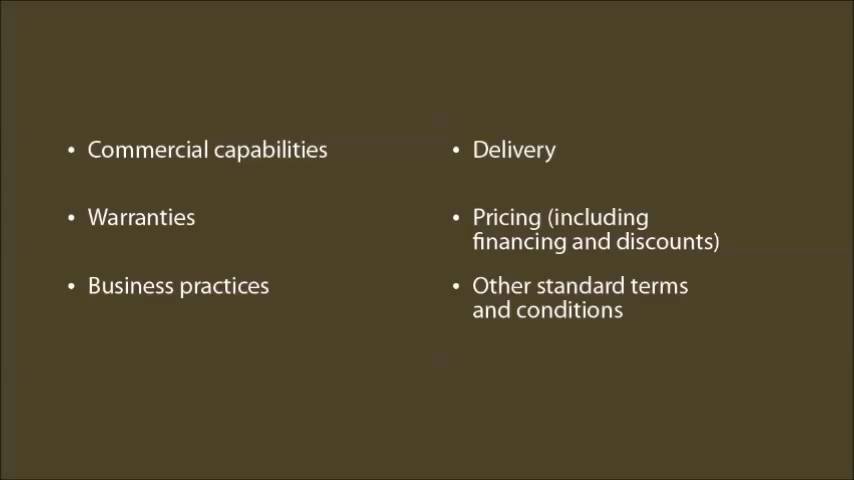 • Commercial capabilities
• Warranties
• Business practices
• Delivery
• Pricing (including
financing and discounts)
• Other standard terms
and conditions